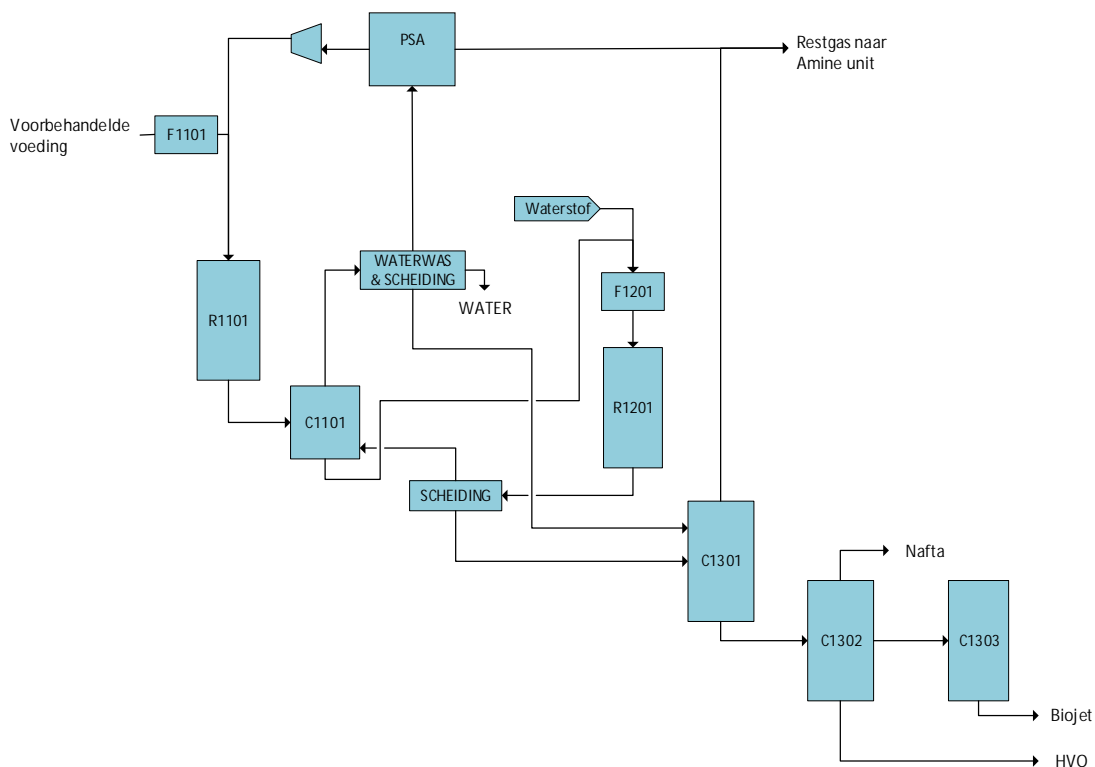 PSA
Restgas naar
Amine unit
Voorbehandelde
voeding
F1101
Waterstof
WATERWAS
& SCHEIDING
WATER
F1201
R1101
R1201
C1101
SCHEIDING
C1301
Nafta
C1302
C1303
Biojet
HVO